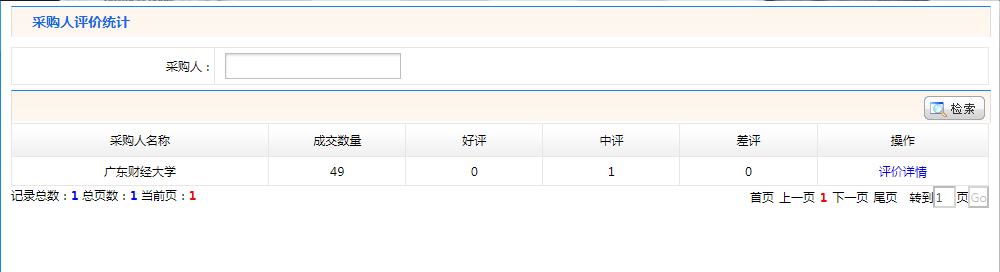 采购人评价统计
采购人：
检索
采购人名称 成交数量 好评 中评 差评 操作
广东财经大学 49 0 1 0 评价详情
记录总数：1 总页数：1 当前页：1 首页 上一页 1 下一页 尾页 转到 1 页 Go